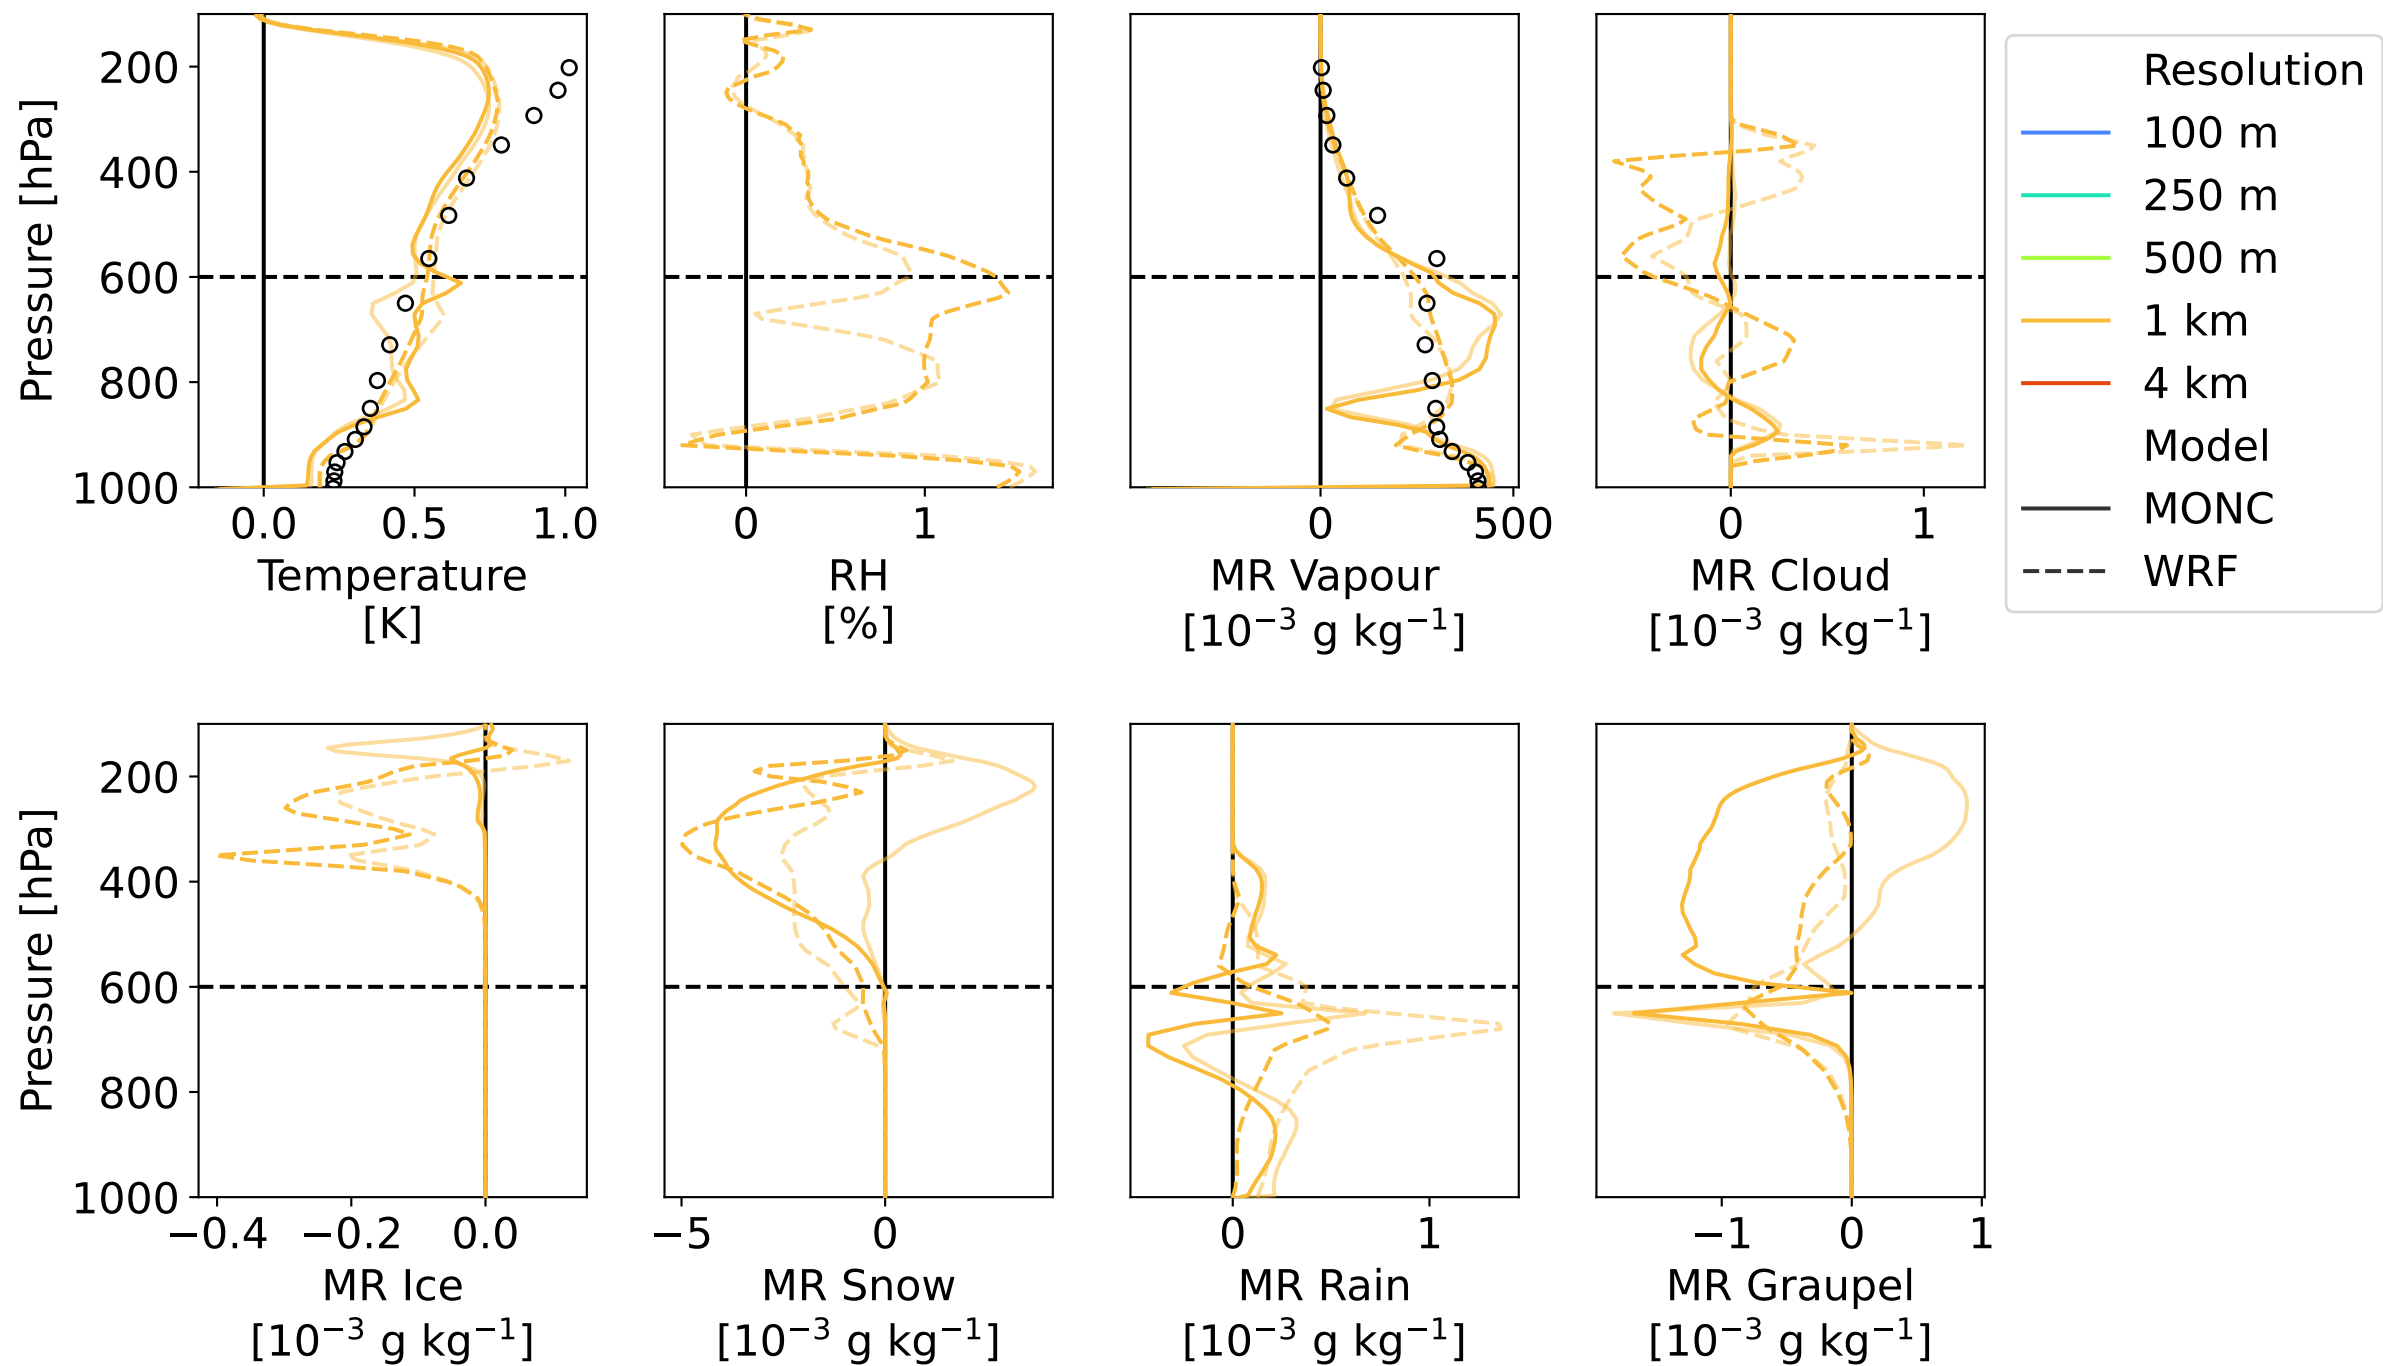 Pressure [hPa]
200
400
600
800
1000
0.0 0.5 1.0
Temperature
[K]
0 1
RH
[%]
0 500
MR Vapour
[10⁻³ g kg⁻¹]
0 1
MR Cloud
[10⁻³ g kg⁻¹]
Resolution
100 m
250 m
500 m
1 km
4 km
Model
MONC
WRF
Pressure [hPa]
200
400
600
800
1000
−0.4 −0.2 0.0
MR Ice
[10⁻³ g kg⁻¹]
−5 0
MR Snow
[10⁻³ g kg⁻¹]
0 1
MR Rain
[10⁻³ g kg⁻¹]
−1 0 1
MR Graupel
[10⁻³ g kg⁻¹]